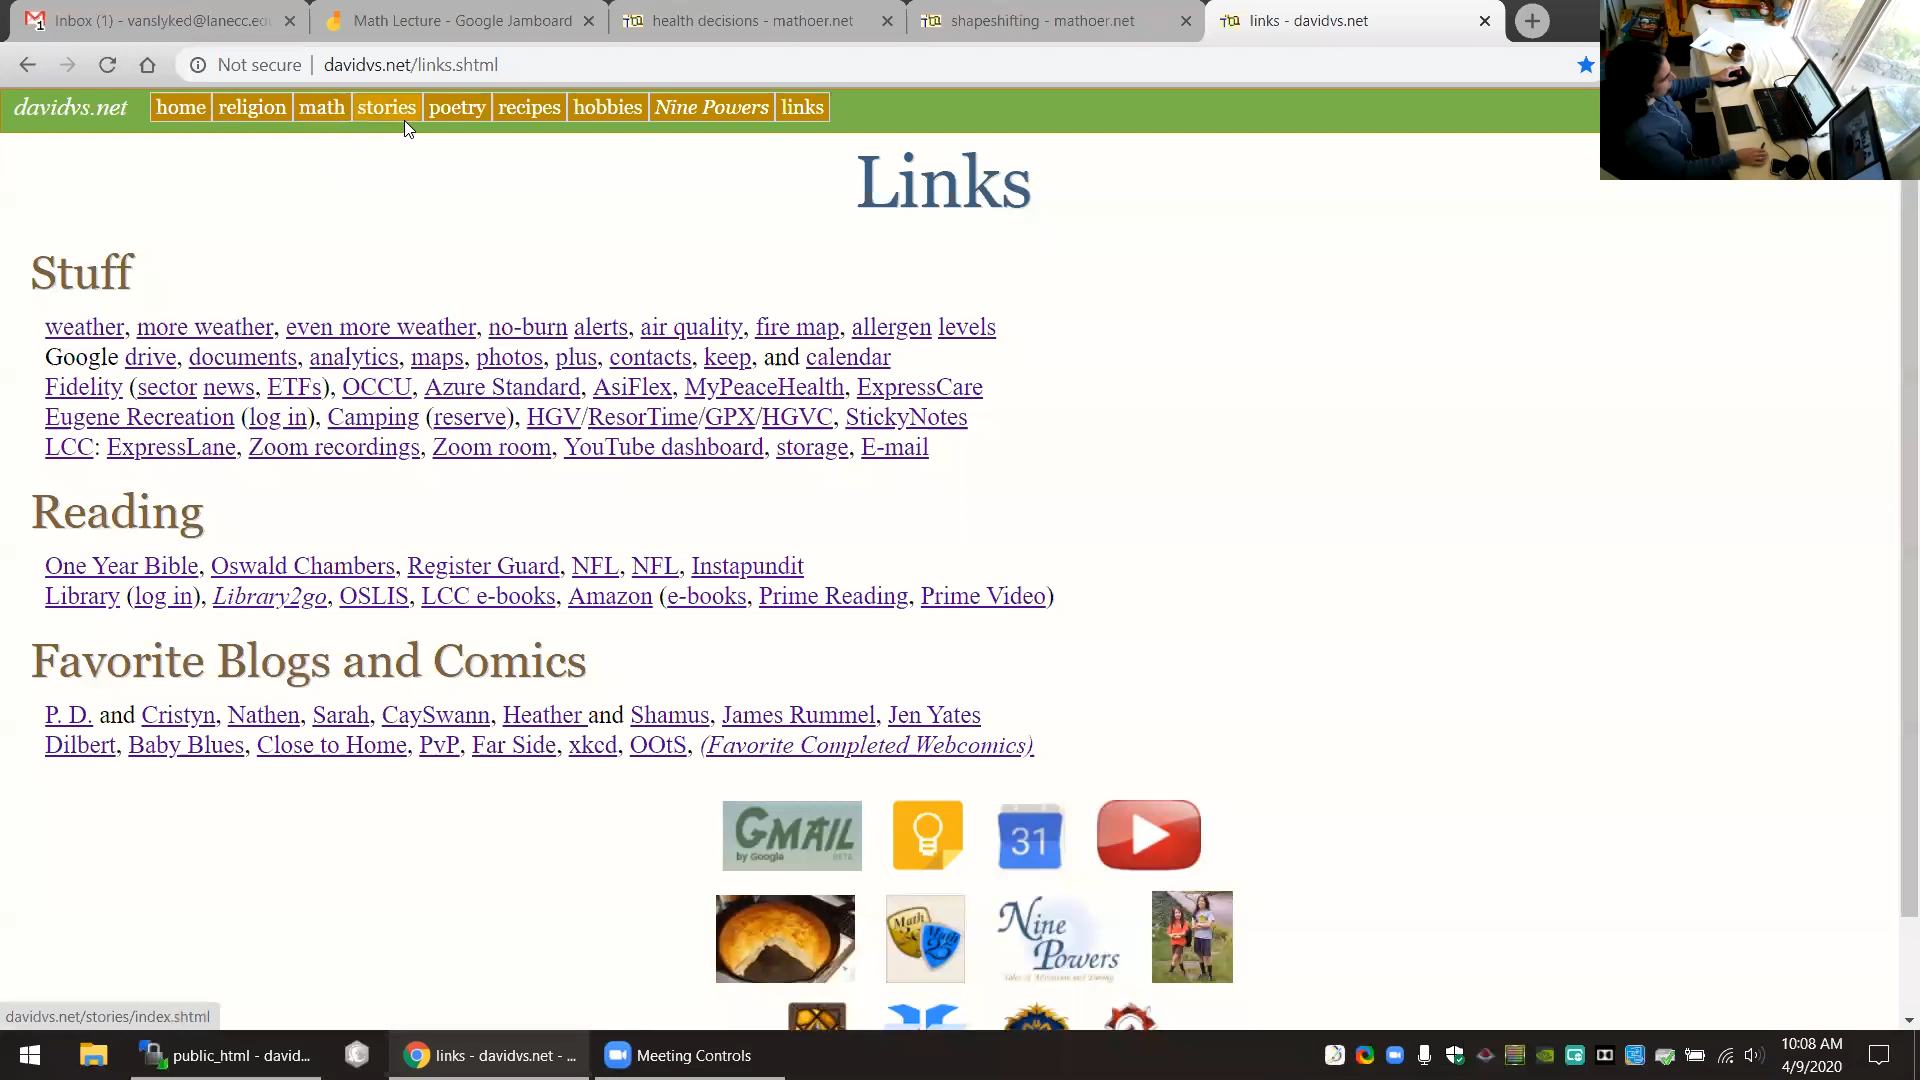 Inbox (1) - vanslyked@lanecc.edu
Math Lecture - Google Jamboard
health decisions - mathoer.net
shapeshifting - mathoer.net
links - davidvs.net
Not secure
davidvs.net/links.shtml
davidvs.net home religion math stories poetry recipes hobbies Nine Powers links
Links
Stuff
weather, more weather, even more weather, no-burn alerts, air quality, fire map, allergen levels
Google drive, documents, analytics, maps, photos, plus, contacts, keep, and calendar
Fidelity (sector news, ETFs), OCCU, Azure Standard, AsiFlex, MyPeaceHealth, ExpressCare
Eugene Recreation (log in), Camping (reserve), HGV/ResorTime/GPX/HGVC, StickyNotes
LCC: ExpressLane, Zoom recordings, Zoom room, YouTube dashboard, storage, E-mail
Reading
One Year Bible, Oswald Chambers, Register Guard, NFL, NFL, Instapundit
Library (log in), Library2go, OSLIS, LCC e-books, Amazon (e-books, Prime Reading, Prime Video)
Favorite Blogs and Comics
P. D. and Cristyn, Nathen, Sarah, CaySwann, Heather and Shamus, James Rummel, Jen Yates
Dilbert, Baby Blues, Close to Home, PvP, Far Side, xkcd, OOtS, (Favorite Completed Webcomics)
GMAIL
by Google BETA
31
Math
Math
Nine
Powers
Tales of Adventure and
davidvs.net/stories/index.shtml
public_html - david...
links - davidvs.net - ...
Meeting Controls
10:08 AM
4/9/2020